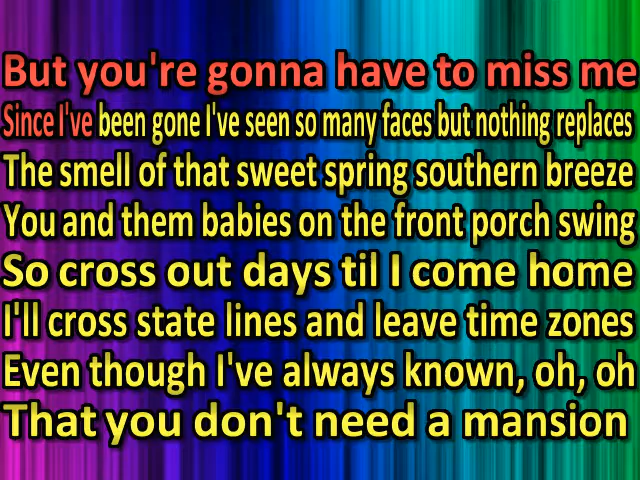 But you're gonna have to miss me
Since I've been gone I've seen so many faces but nothing replaces
The smell of that sweet spring southern breeze
You and them babies on the front porch swing
So cross out days til I come home
I'll cross state lines and leave time zones
Even though I've always known, oh, oh
That you don't need a mansion